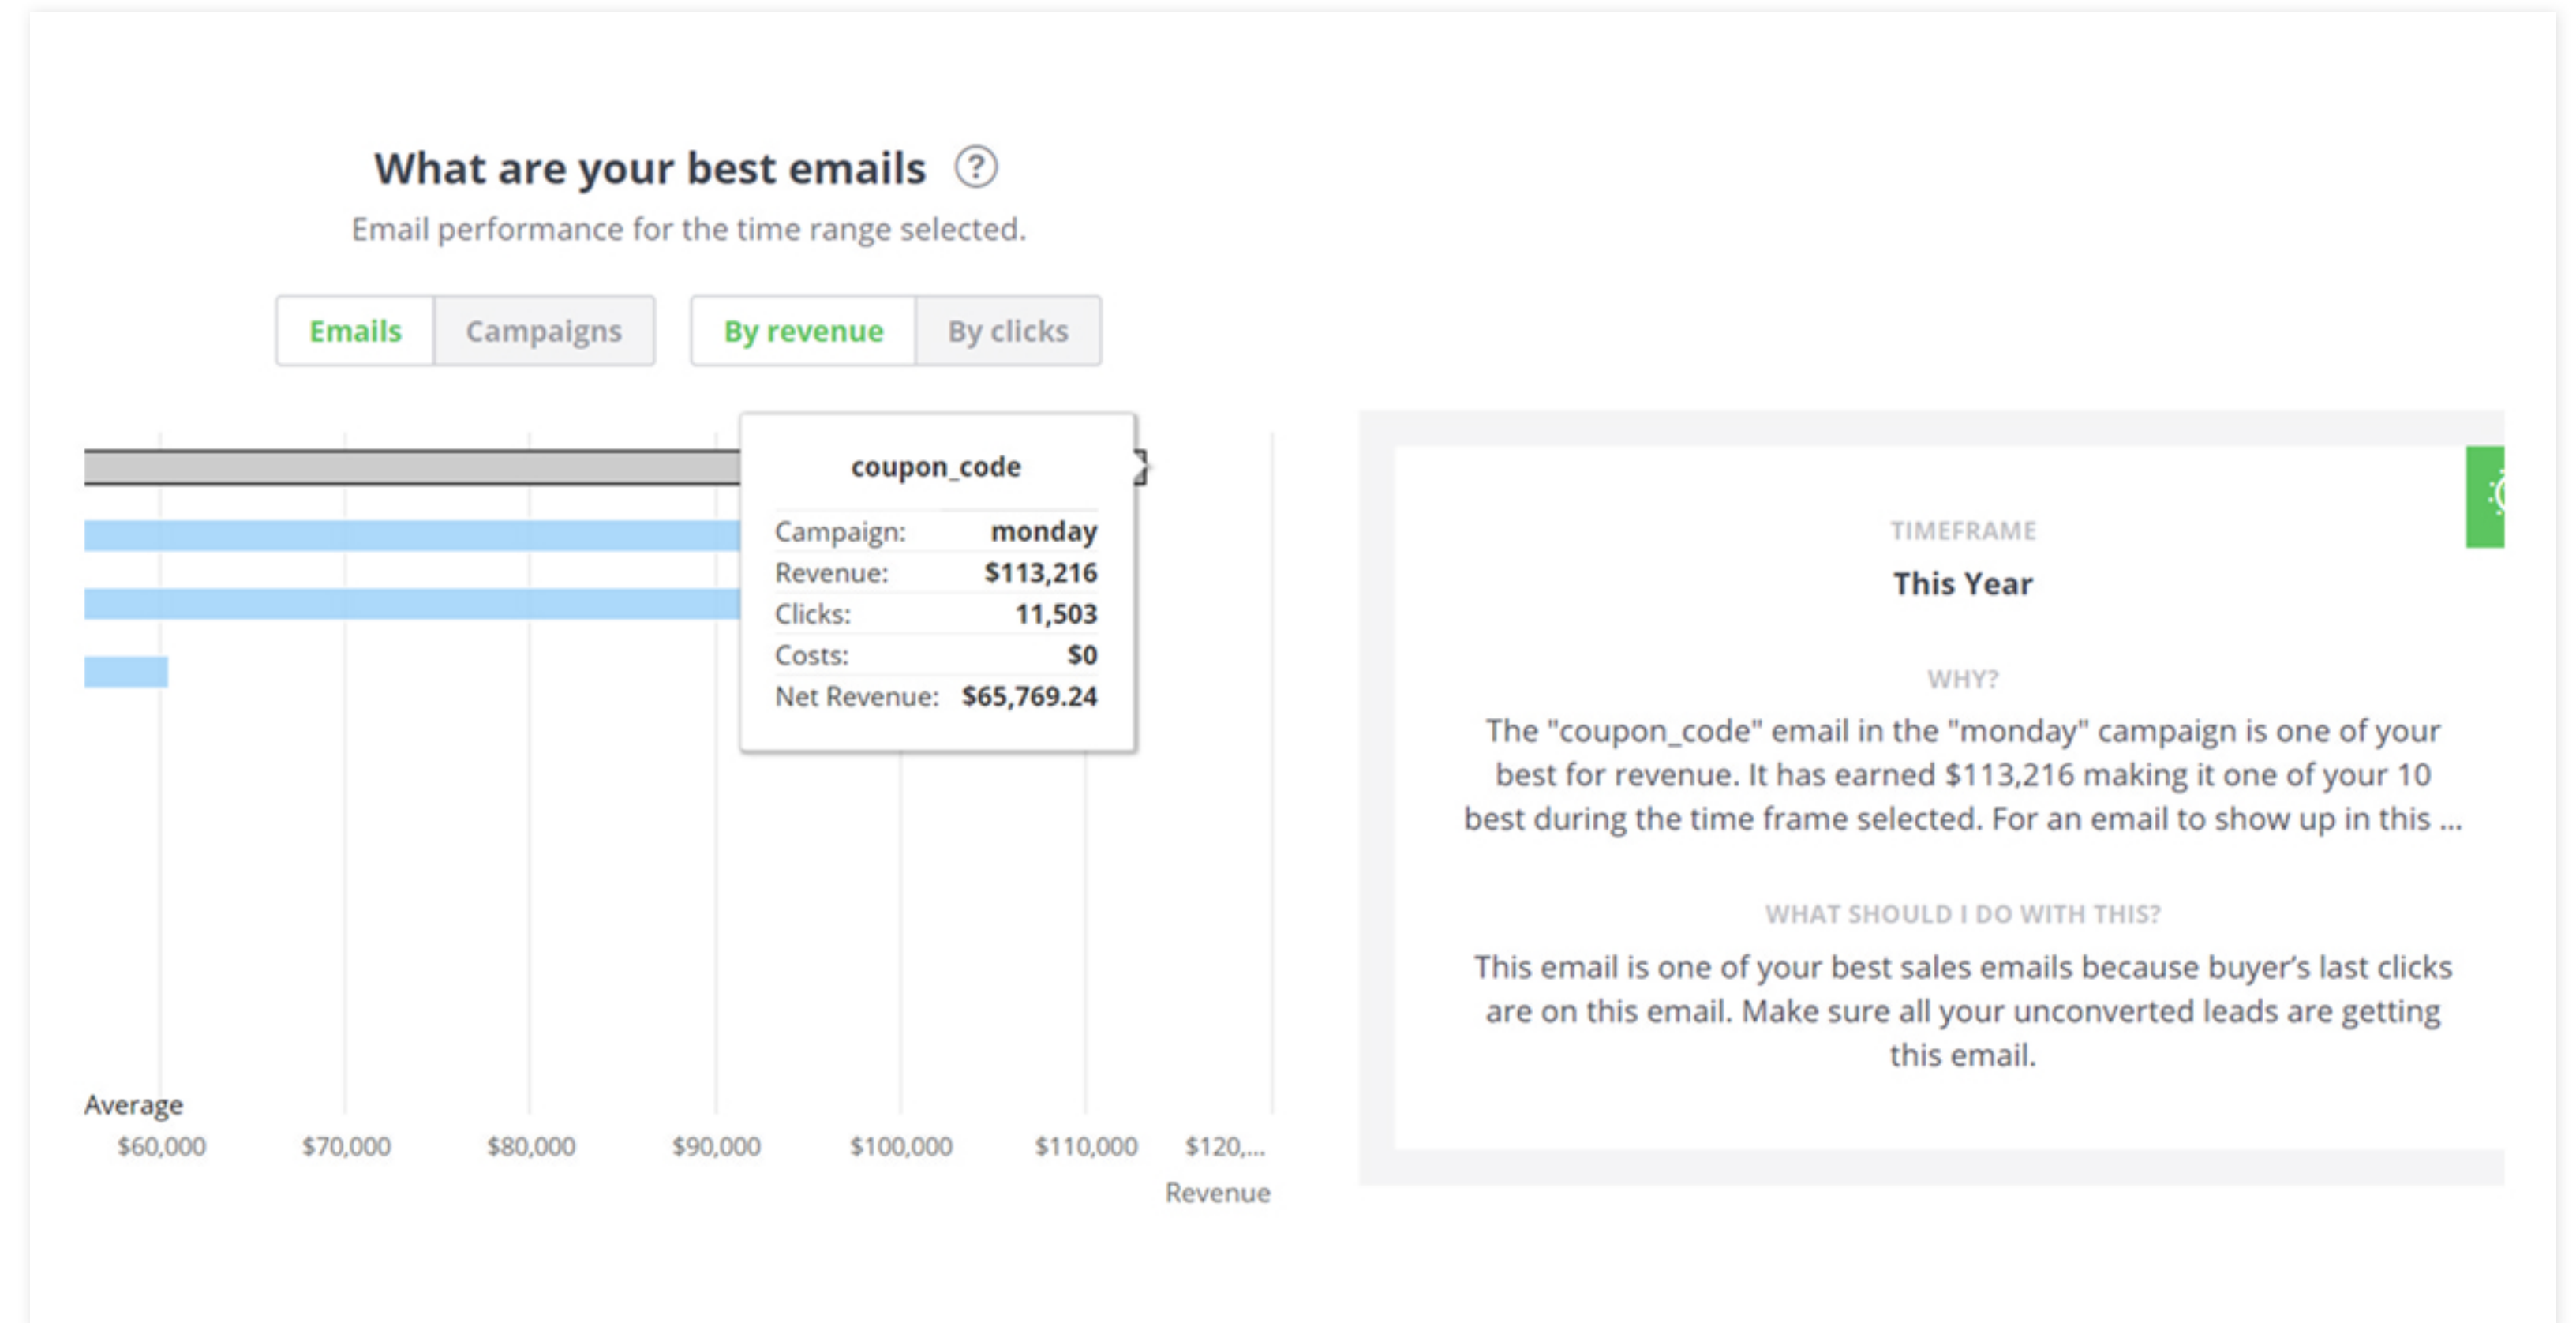 What are your best emails ?
Email performance for the time range selected.
Emails Campaigns By revenue By clicks
coupon_code
Campaign: monday
Revenue: $113,216
Clicks: 11,503
Costs: $0
Net Revenue: $65,769.24
Average
$60,000 $70,000 $80,000 $90,000 $100,000 $110,000 $120,...
Revenue
TIMEFRAME
This Year
WHY?
The "coupon_code" email in the "monday" campaign is one of your
best for revenue. It has earned $113,216 making it one of your 10
best during the time frame selected. For an email to show up in this ...
WHAT SHOULD I DO WITH THIS?
This email is one of your best sales emails because buyer’s last clicks
are on this email. Make sure all your unconverted leads are getting
this email.